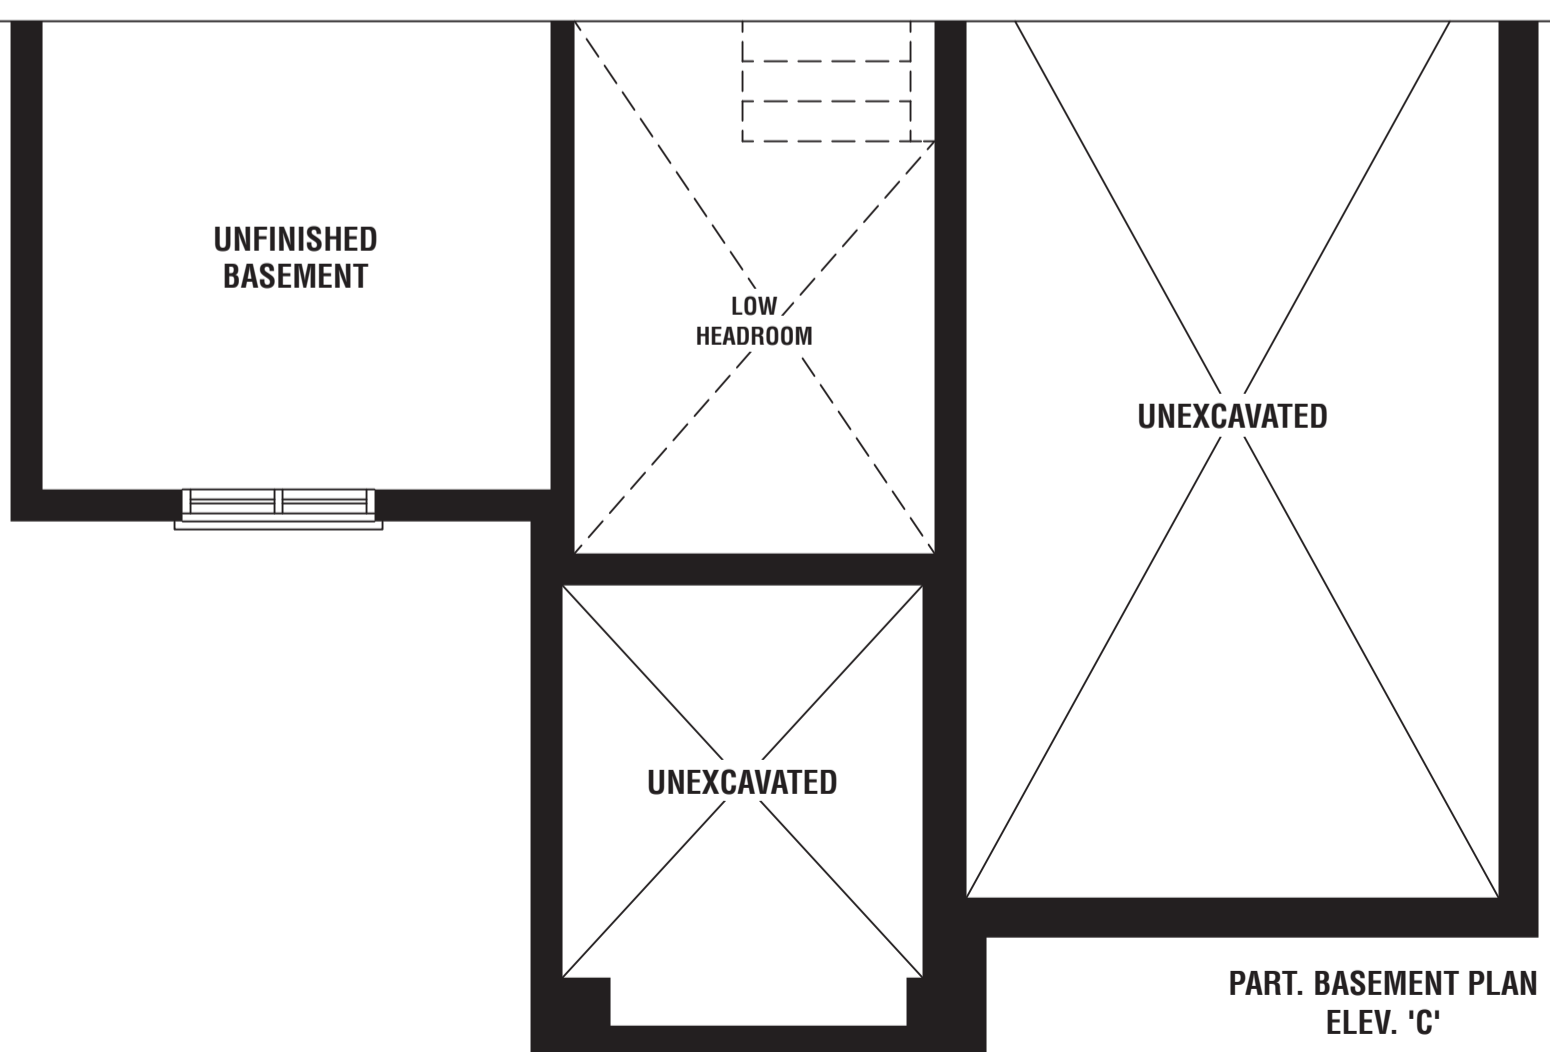 UNFINISHED
BASEMENT
LOW
HEADROOM
UNEXCAVATED
UNEXCAVATED
PART. BASEMENT PLAN
ELEV. 'C'